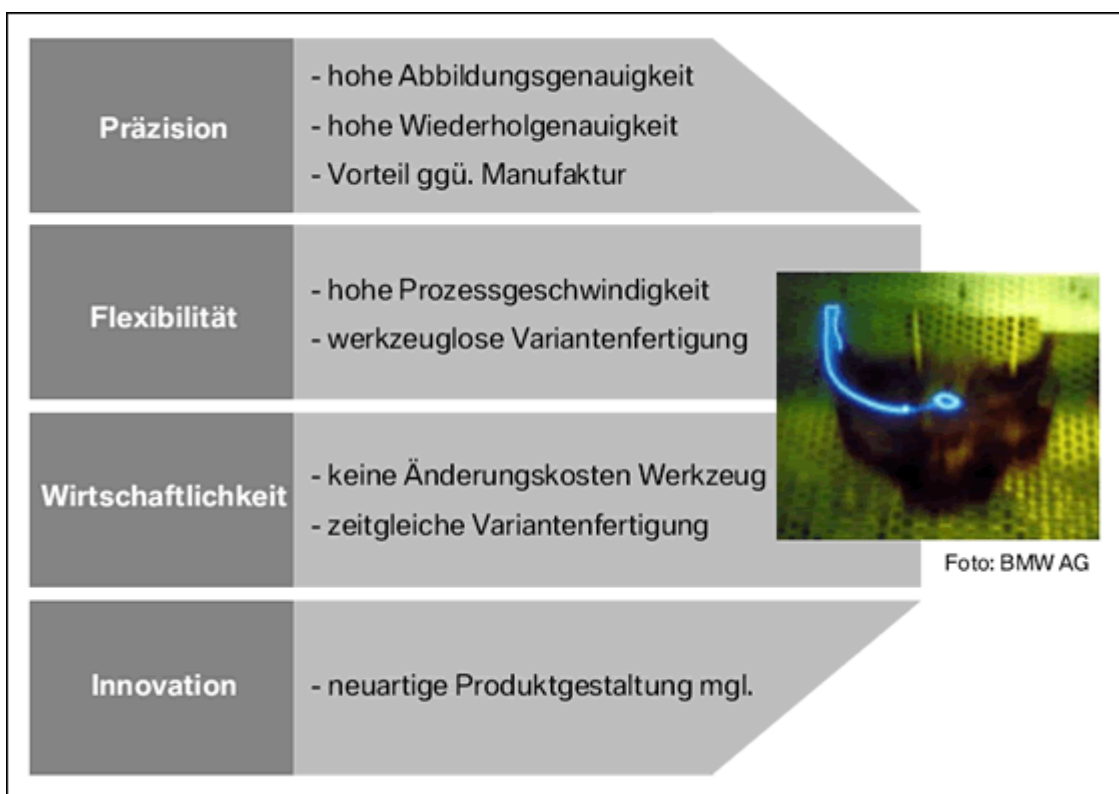 Präzision
- hohe Abbildungsgenauigkeit
- hohe Wiederholgenauigkeit
- Vorteil ggü. Manufaktur
Flexibilität
- hohe Prozessgeschwindigkeit
- werkzeuglose Variantenfertigung
Wirtschaftlichkeit
- keine Änderungskosten Werkzeug
- zeitgleiche Variantenfertigung
Foto: BMW AG
Innovation
- neuartige Produktgestaltung mgl.